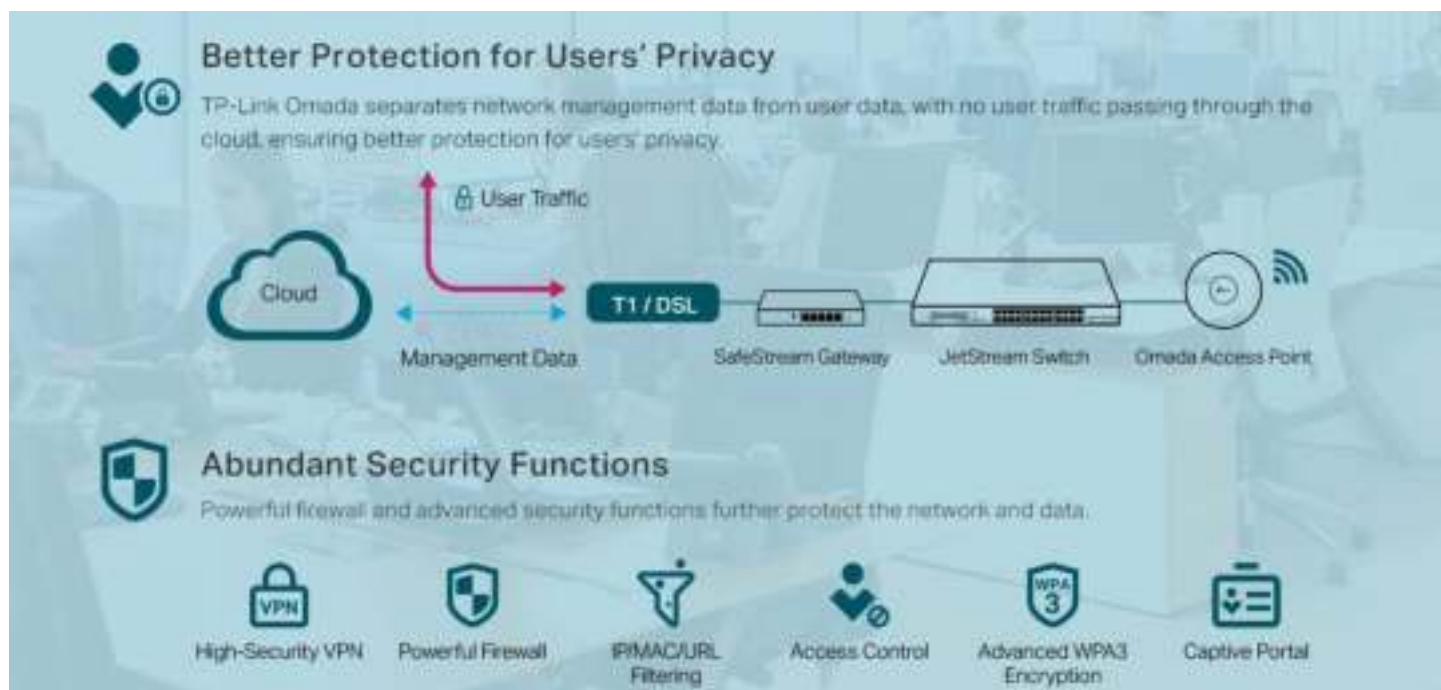 Better Protection for Users' Privacy
TP-Link Omada separates network management data from user data, with no user traffic passing through the
cloud, ensuring better protection for users' privacy.
User Traffic
Cloud
T1 / DSL
Management Data
SafeStream Gateway
JetStream Switch
Omada Access Point
Abundant Security Functions
Powerful firewall and advanced security functions further protect the network and data.
VPN
WPA
3
High-Security VPN
Powerful Firewall
IP/MAC/URL
Filtering
Access Control
Advanced WPA3
Encryption
Captive Portal